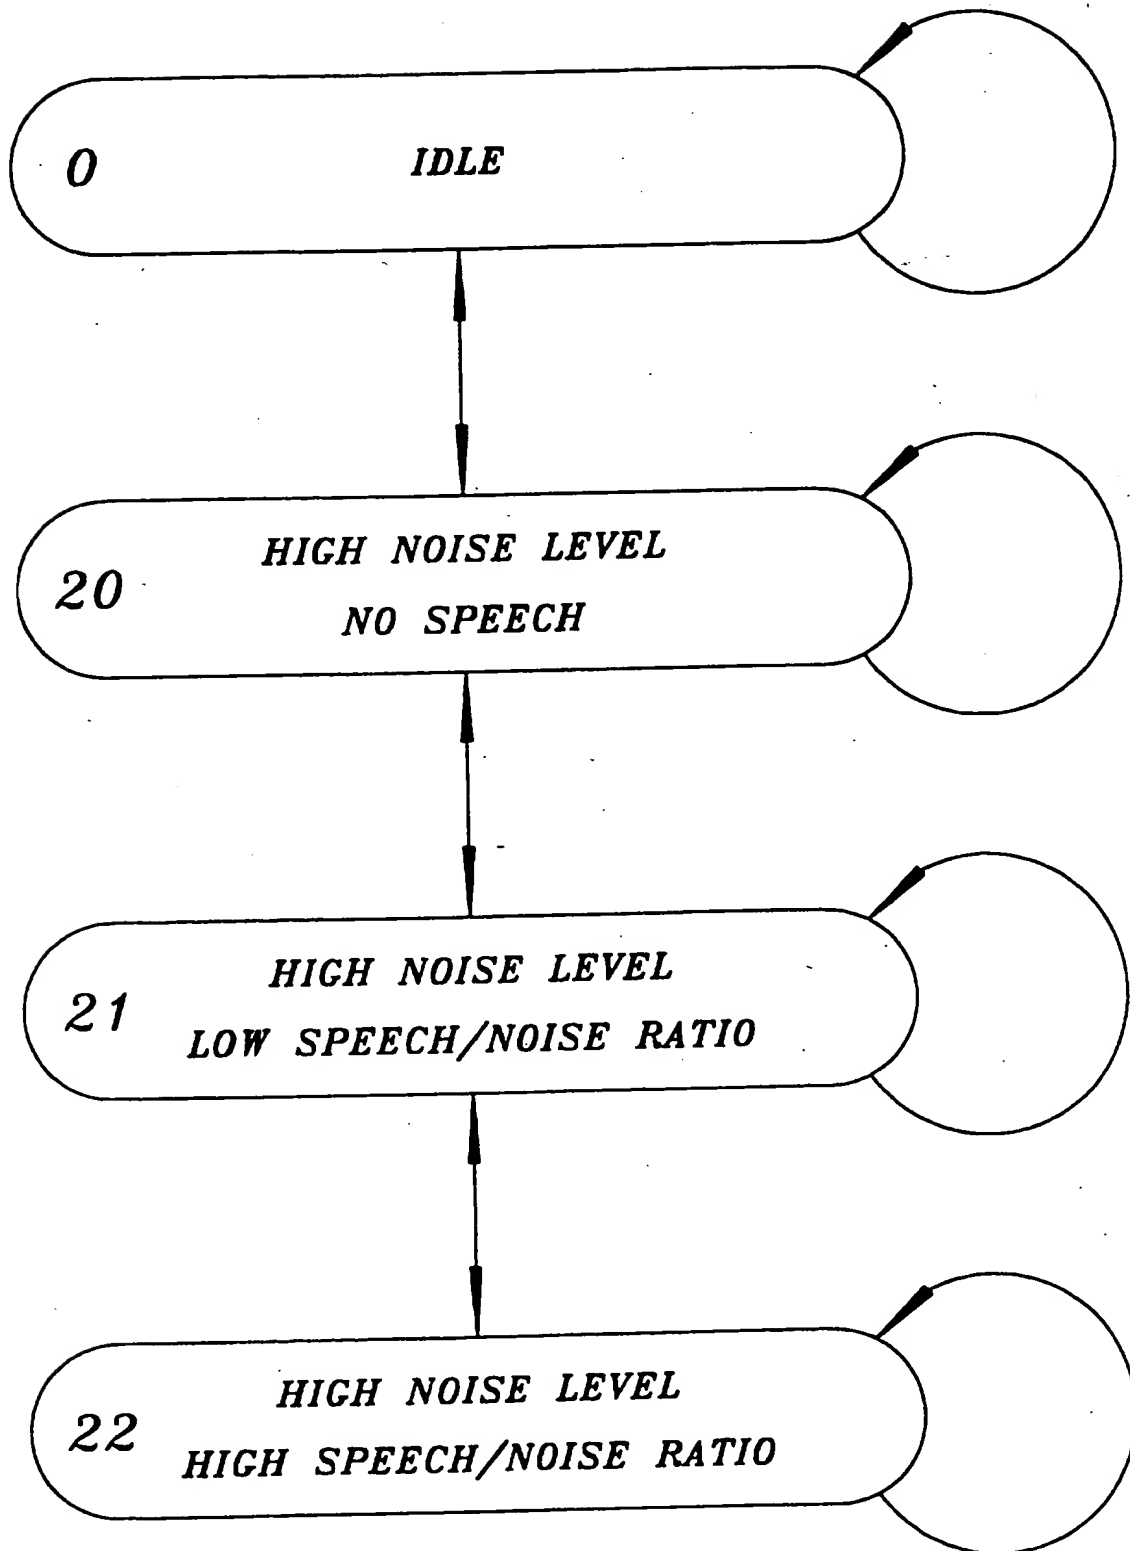 0 IDLE
HIGH NOISE LEVEL
20
NO SPEECH
HIGH NOISE LEVEL
21
LOW SPEECH/NOISE RATIO
HIGH NOISE LEVEL
22
HIGH SPEECH/NOISE RATIO